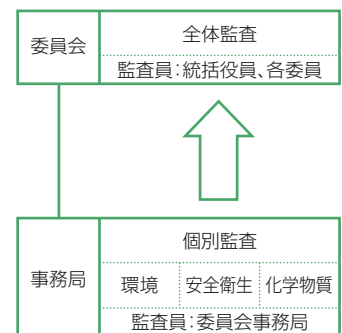 委員会
全体監査
監査員：統括役員、各委員
事務局
個別監査
環境 安全衛生 化学物質
監査員：委員会事務局